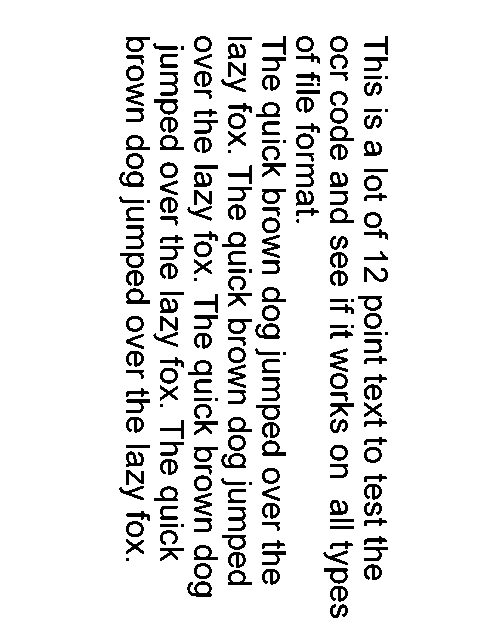 This is a lot of 12 point text to test the
ocr code and see if it works on all types
of file format.
The quick brown dog jumped over the
lazy fox. The quick brown dog jumped
over the lazy fox. The quick brown dog
jumped over the lazy fox. The quick
brown dog jumped over the lazy fox.